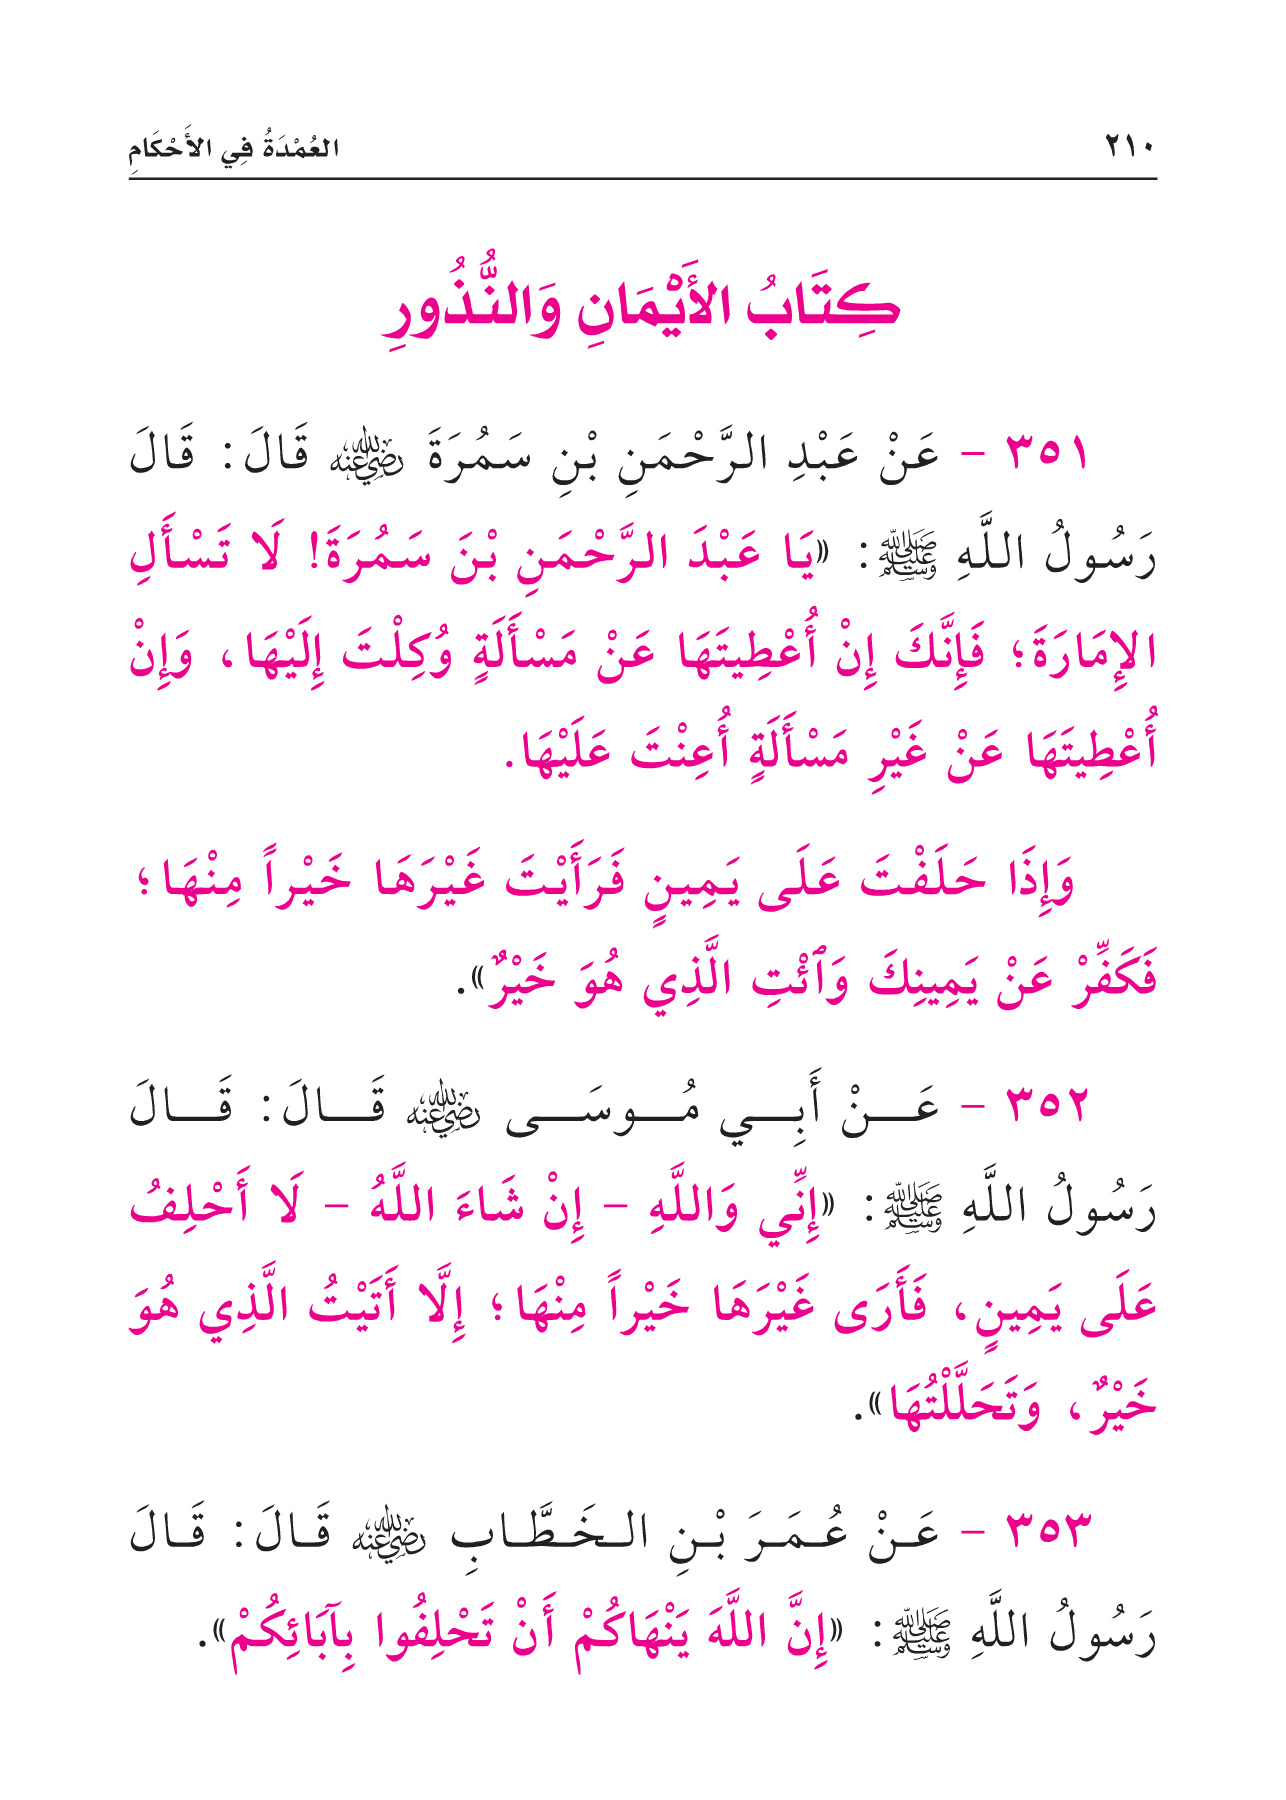 ٢١٠
العُمْدَةُ فِي الأَحْكَامِ
كِتَابُ الأَيْمَانِ وَالنُّذُورِ
٣٥١ - عَنْ عَبْدِ الرَّحْمَنِ بْنِ سَمُرَةَ رضي الله عنه قَالَ: قَالَ
رَسُولُ اللَّهِ ﷺ: «يَا عَبْدَ الرَّحْمَنِ بْنَ سَمُرَةَ! لَا تَسْأَلِ
الإِمَارَةَ؛ فَإِنَّكَ إِنْ أُعْطِيتَهَا عَنْ مَسْأَلَةٍ وُكِلْتَ إِلَيْهَا، وَإِنْ
أُعْطِيتَهَا عَنْ غَيْرِ مَسْأَلَةٍ أُعِنْتَ عَلَيْهَا.
وَإِذَا حَلَفْتَ عَلَى يَمِينٍ فَرَأَيْتَ غَيْرَهَا خَيْراً مِنْهَا؛
فَكَفِّرْ عَنْ يَمِينِكَ وَٱئْتِ الَّذِي هُوَ خَيْرٌ».
٣٥٢ - عَنْ أَبِي مُوسَى رضي الله عنه قَالَ: قَالَ
رَسُولُ اللَّهِ ﷺ: «إِنِّي وَاللَّهِ - إِنْ شَاءَ اللَّهُ - لَا أَحْلِفُ
عَلَى يَمِينٍ، فَأَرَى غَيْرَهَا خَيْراً مِنْهَا؛ إِلَّا أَتَيْتُ الَّذِي هُوَ
خَيْرٌ، وَتَحَلَّلْتُهَا».
٣٥٣ - عَنْ عُمَرَ بْنِ الخَطَّابِ رضي الله عنه قَالَ: قَالَ
رَسُولُ اللَّهِ ﷺ: «إِنَّ اللَّهَ يَنْهَاكُمْ أَنْ تَحْلِفُوا بِآبَائِكُمْ».